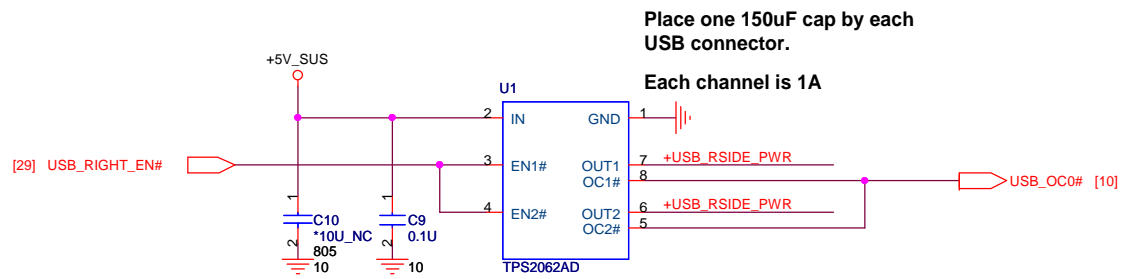 Place one 150uF cap by each
USB connector.
Each channel is 1A
+5V_SUS
U1
2 IN GND 1
[29] USB_RIGHT_EN# 3 EN1# OUT1 7 +USB_RSIDE_PWR
OC1# 8 USB_OC0# [10]
4 EN2# OUT2 6 +USB_RSIDE_PWR
OC2# 5
1 C10 2
*10U_NC
805
10
1 C9 2
0.1U
10
TPS2062AD